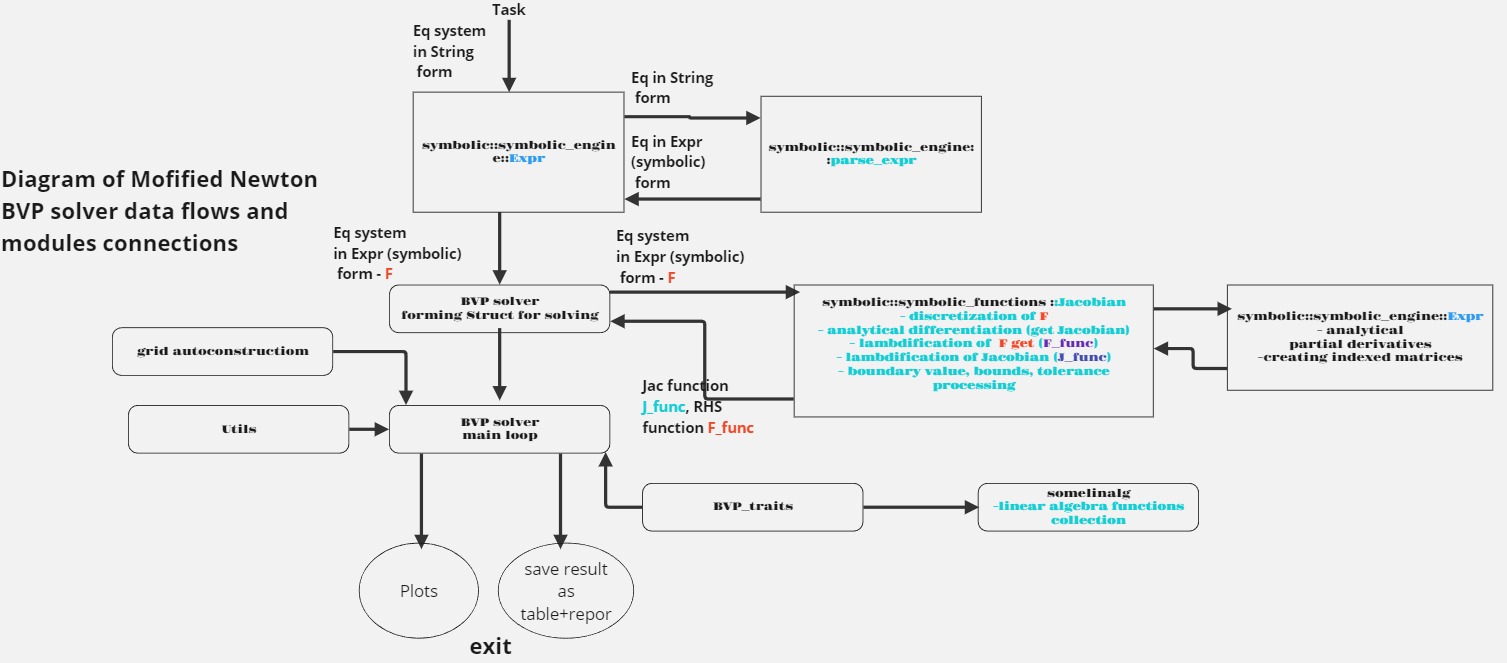 Task
Eq system
in String
form
Eq in String
form
symbolic::symbolic_engin
e::Expr
Eq in Expr
(symbolic)
form
symbolic::symbolic_engine:
:parse_expr
Diagram of Mofified Newton
BVP solver data flows and
modules connections
Eq system
in Expr (symbolic)
form - F
Eq system
in Expr (symbolic)
form - F
BVP solver
forming Struct for solving
symbolic::symbolic_functions ::Jacobian
- discretization of F
- analytical differentiation (get Jacobian)
- lambdification of F get (F_func)
- lambdification of Jacobian (J_func)
- boundary value, bounds, tolerance
processing
symbolic::symbolic_engine::Expr
- analytical
partial derivatives
-creating indexed matrices
grid autoconstructiom
Jac function
J_func, RHS
function F_func
Utils
BVP solver
main loop
BVP_traits
somelinalg
-linear algebra functions
collection
Plots
save result
as
table+repor
exit